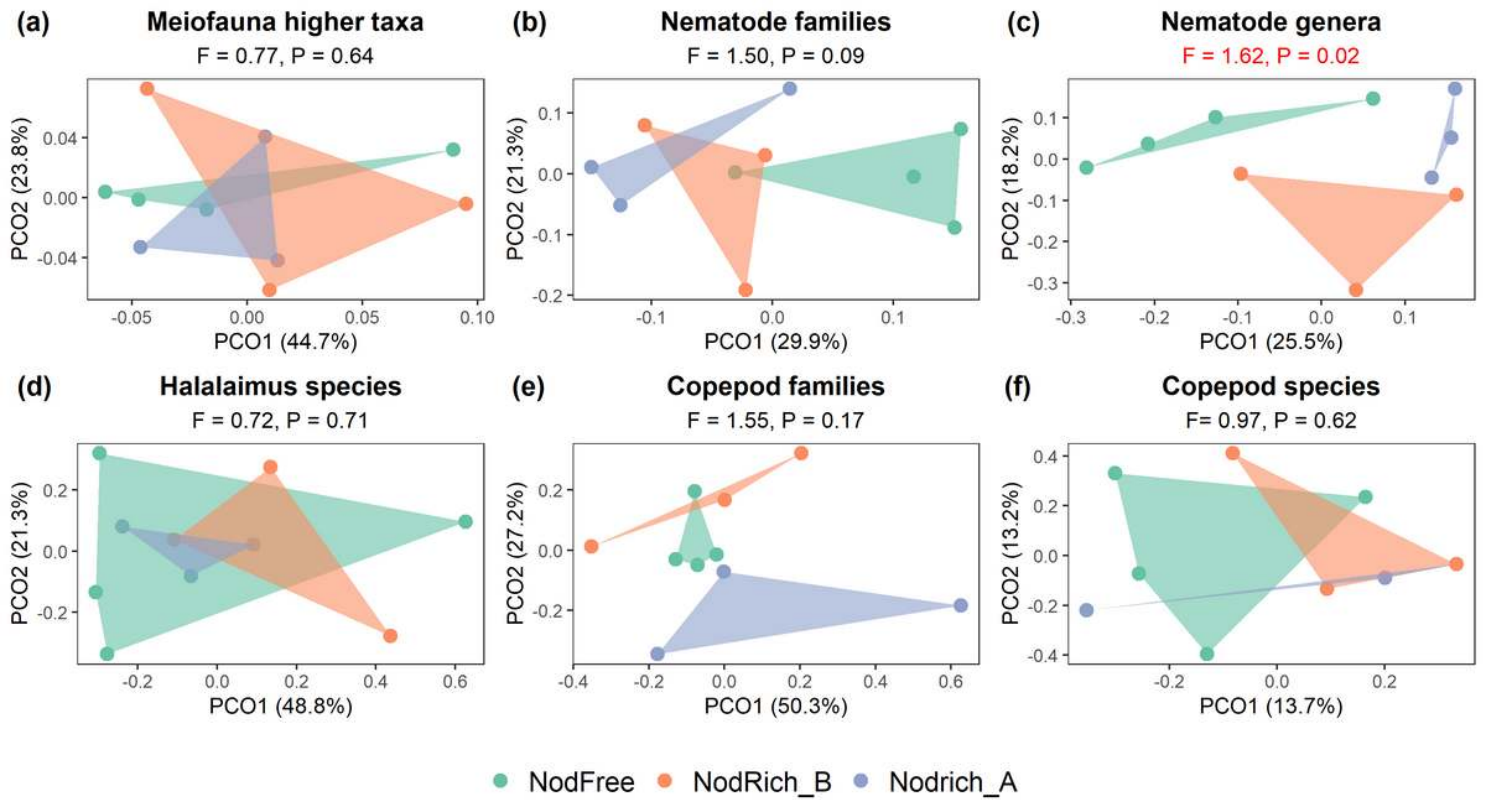 (a) Meiofauna higher taxa
F = 0.77, P = 0.64
PCO2 (23.8%)
0.04
0.00
-0.04
-0.05 0.00 0.05 0.10
PCO1 (44.7%)
(b) Nematode families
F = 1.50, P = 0.09
PCO2 (21.3%)
0.1
0.0
-0.1
-0.2
-0.1 0.0 0.1
PCO1 (29.9%)
(c) Nematode genera
F = 1.62, P = 0.02
PCO2 (18.2%)
0.1
0.0
-0.1
-0.2
-0.3
-0.3 -0.2 -0.1 0.0 0.1
PCO1 (25.5%)
(d) Halalaimus species
F = 0.72, P = 0.71
PCO2 (21.3%)
0.2
0.0
-0.2
-0.2 0.0 0.2 0.4 0.6
PCO1 (48.8%)
(e) Copepod families
F = 1.55, P = 0.17
PCO2 (27.2%)
0.2
0.0
-0.2
-0.4 -0.2 0.0 0.2 0.4 0.6
PCO1 (50.3%)
(f) Copepod species
F= 0.97, P = 0.62
PCO2 (13.2%)
0.4
0.2
0.0
-0.2
-0.4
-0.2 0.0 0.2
PCO1 (13.7%)
NodFree NodRich_B Nodrich_A